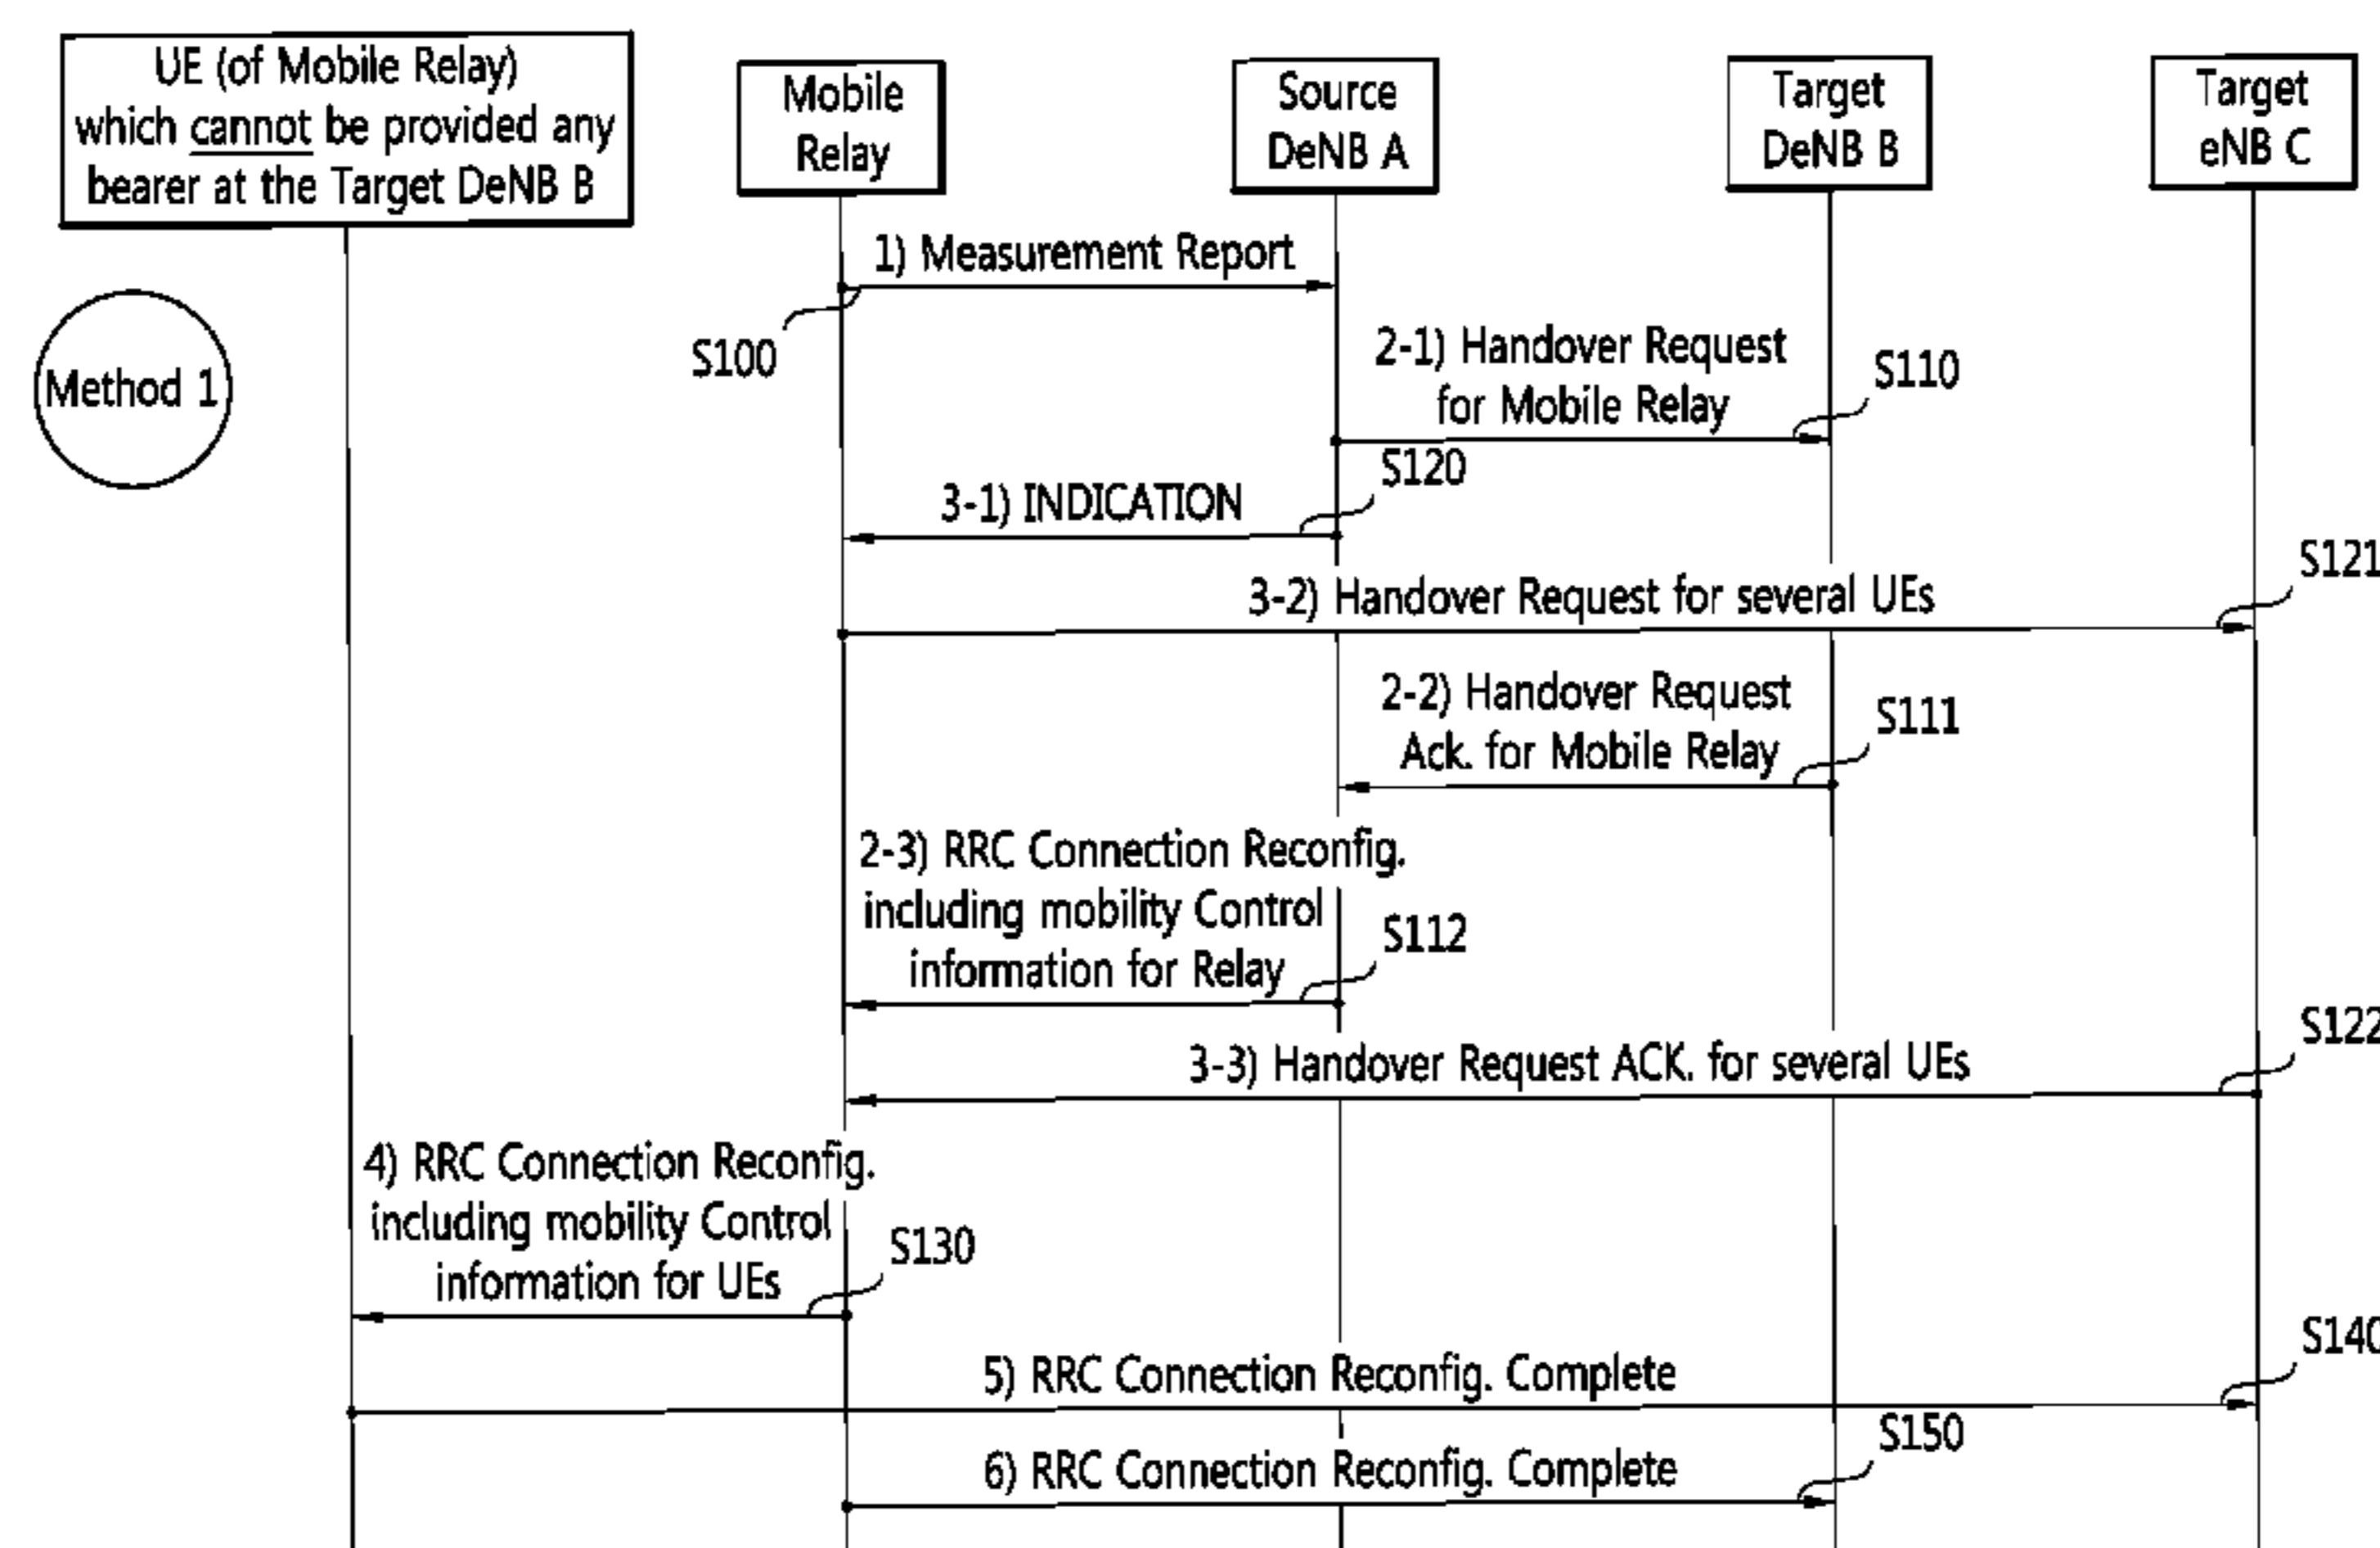 UE (of Mobile Relay)
which cannot be provided any
bearer at the Target DeNB B
Mobile
Relay
Source
DeNB A
Target
DeNB B
Target
eNB C
Method 1
1) Measurement Report
S100
2-1) Handover Request
for Mobile Relay
S110
S120
3-1) INDICATION
S121
3-2) Handover Request for several UEs
2-2) Handover Request
Ack. for Mobile Relay
S111
2-3) RRC Connection Reconfig.
including mobility Control
information for Relay
S112
S122
3-3) Handover Request ACK. for several UEs
4) RRC Connection Reconfig.
including mobility Control
information for UEs
S130
S140
5) RRC Connection Reconfig. Complete
S150
6) RRC Connection Reconfig. Complete